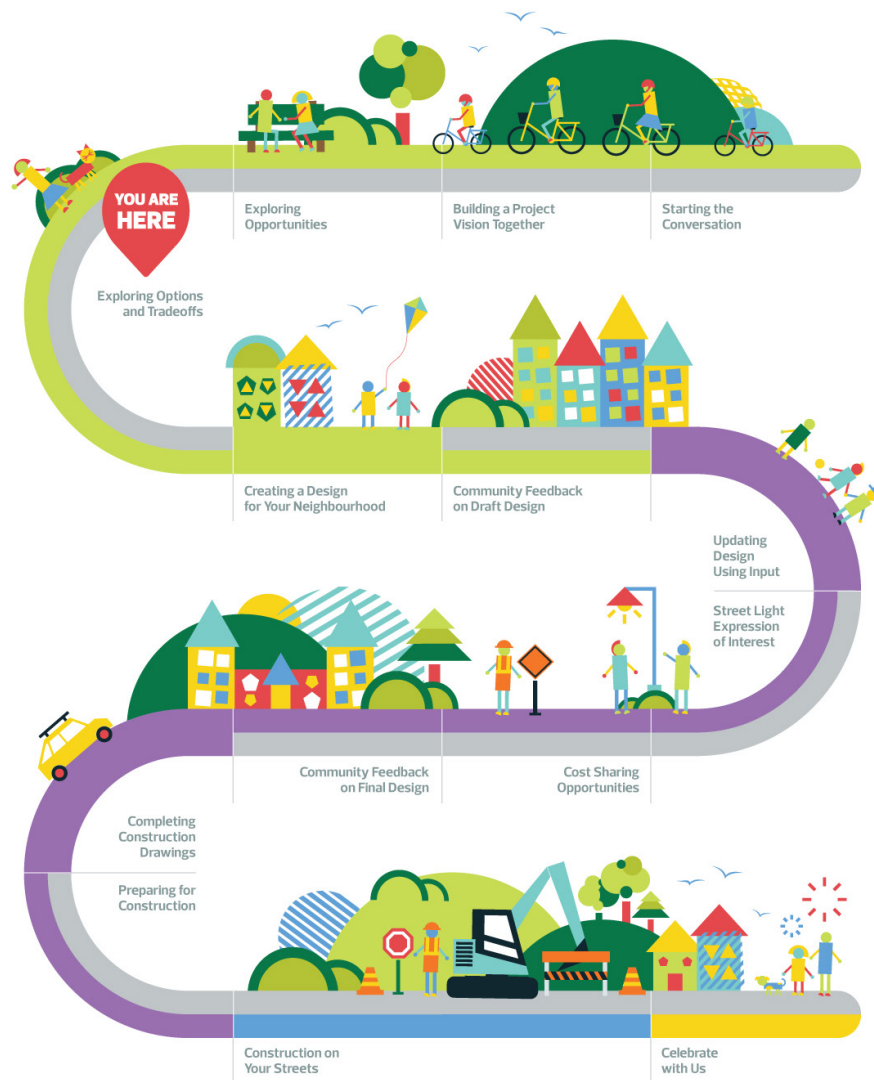 YOU ARE
HERE
Exploring
Opportunities
Building a Project
Vision Together
Starting the
Conversation
Exploring Options
and Tradeoffs
Creating a Design
for Your Neighbourhood
Community Feedback
on Draft Design
Updating
Design
Using Input
Street Light
Expression
of Interest
Community Feedback
on Final Design
Cost Sharing
Opportunities
Completing
Construction
Drawings
Preparing for
Construction
Construction on
Your Streets
Celebrate
with Us